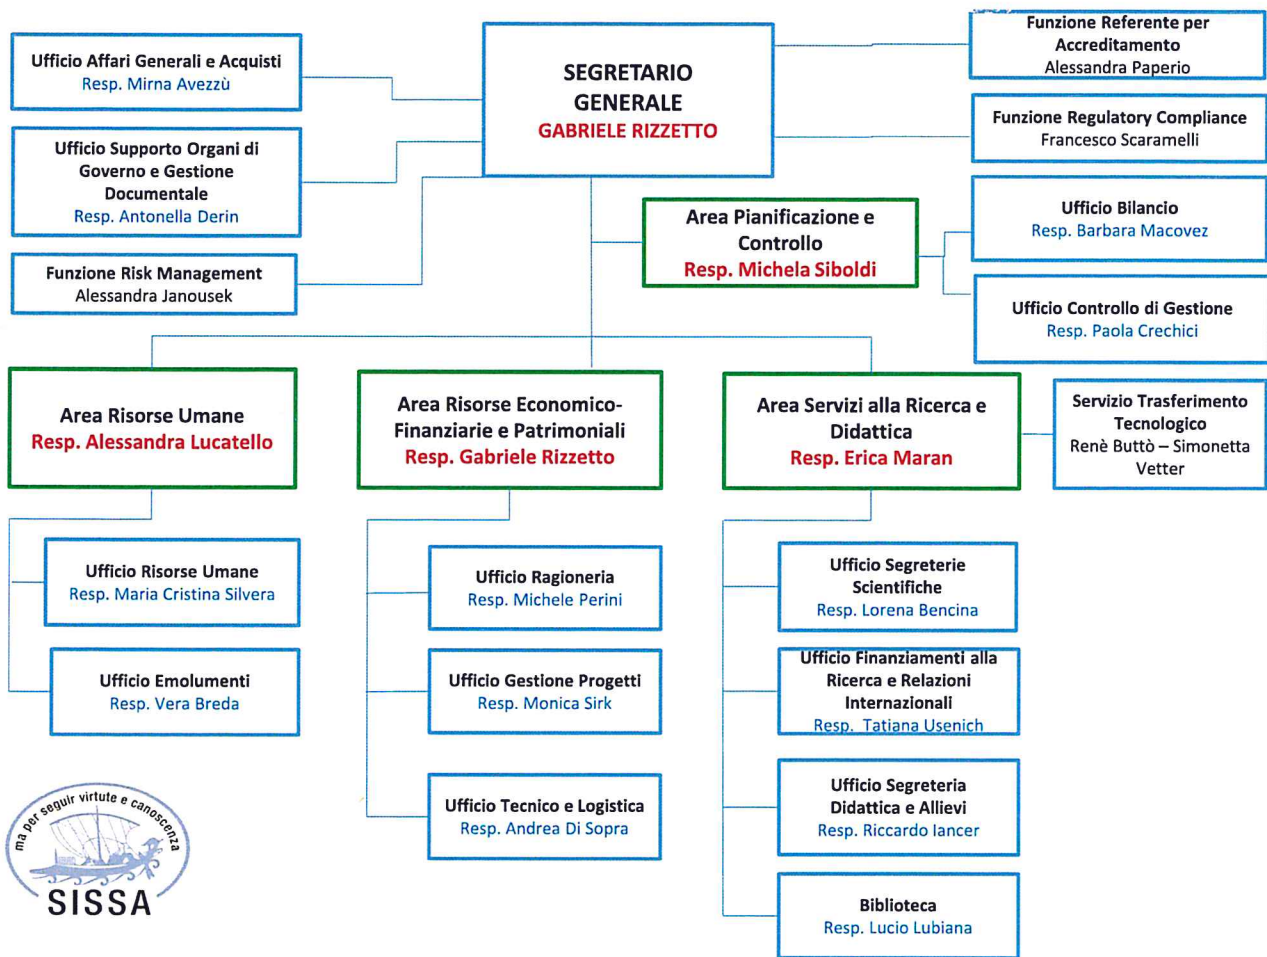 Ufficio Affari Generali e Acquisti
Resp. Mirna Avezzù
Ufficio Supporto Organi di
Governo e Gestione
Documentale
Resp. Antonella Derin
Funzione Risk Management
Alessandra Janousek
SEGRETARIO
GENERALE
GABRIELE RIZZETTO
Funzione Referente per
Accreditamento
Alessandra Paperio
Funzione Regulatory Compliance
Francesco Scaramelli
Area Pianificazione e
Controllo
Resp. Michela Siboldi
Ufficio Bilancio
Resp. Barbara Macovez
Ufficio Controllo di Gestione
Resp. Paola Crechici
Area Risorse Umane
Resp. Alessandra Lucatello
Area Risorse Economico-
Finanziarie e Patrimoniali
Resp. Gabriele Rizzetto
Area Servizi alla Ricerca e
Didattica
Resp. Erica Maran
Servizio Trasferimento
Tecnologico
Renè Buttò – Simonetta
Vetter
Ufficio Risorse Umane
Resp. Maria Cristina Silvera
Ufficio Emolumenti
Resp. Vera Breda
Ufficio Ragioneria
Resp. Michele Perini
Ufficio Gestione Progetti
Resp. Monica Sirk
Ufficio Tecnico e Logistica
Resp. Andrea Di Sopra
Ufficio Segreterie
Scientifiche
Resp. Lorena Bencina
Ufficio Finanziamenti alla
Ricerca e Relazioni
Internazionali
Resp. Tatiana Usenich
Ufficio Segreteria
Didattica e Allievi
Resp. Riccardo Iancer
Biblioteca
Resp. Lucio Lubiana
ma per seguir virtute e canoscenza
SISSA